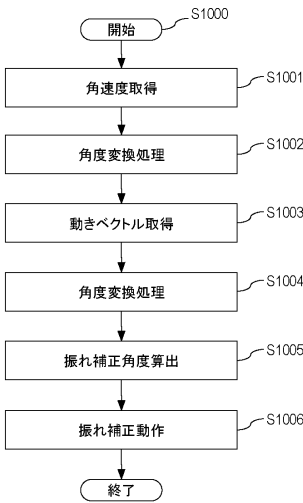 開始
S1000
角速度取得
S1001
角度変換処理
S1002
動きベクトル取得
S1003
角度変換処理
S1004
振れ補正角度算出
S1005
振れ補正動作
S1006
終了